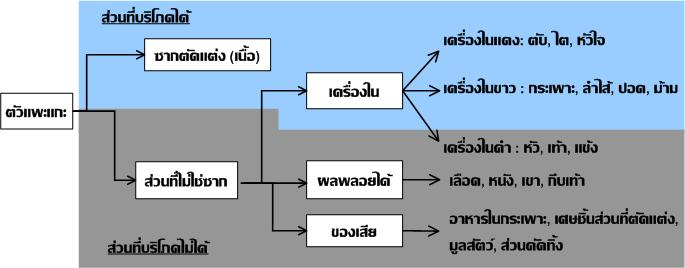 ส่วนที่บริโภคได้
ซากตัดแต่ง (เนื้อ)
เครื่องในแดง: ตับ, ไต, หัวใจ
ตัวแพะแกะ
เครื่องใน
เครื่องในขาว : กระเพาะ, ลำไส้, ปอด, ม้าม
เครื่องในดำ : หัว, เท้า, แข้ง
ส่วนที่ไม่ใช่ซาก
ผลพลอยได้
เลือด, หนัง, เขา, กีบเท้า
ของเสีย
อาหารในกระเพาะ, เศษชิ้นส่วนที่ตัดแต่ง,
มูลสัตว์, ส่วนคัดทิ้ง
ส่วนที่บริโภคไม่ได้